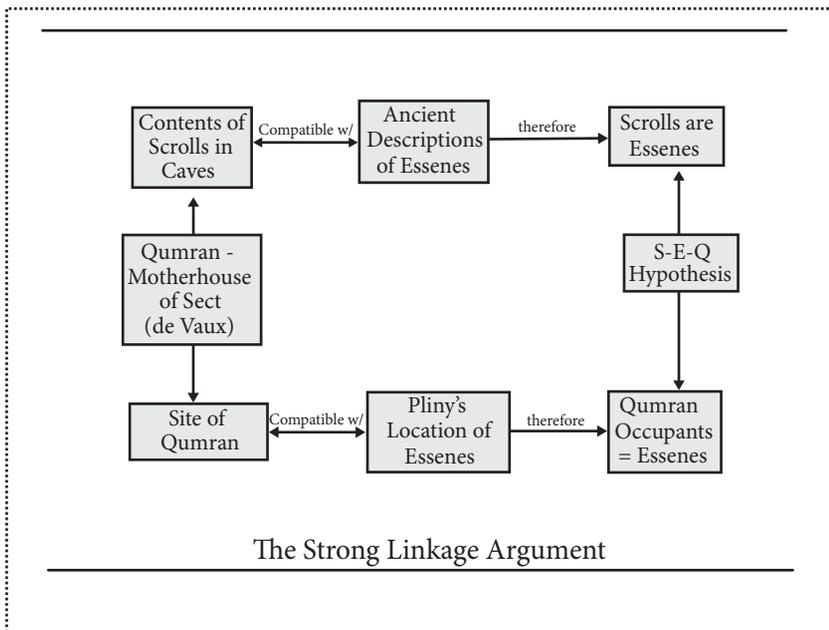 Contents of
Scrolls in
Caves
Compatible w/
Ancient
Descriptions
of Essenes
therefore
Scrolls are
Essenes
Qumran -
Motherhouse
of Sect
(de Vaux)
S-E-Q
Hypothesis
Site of
Qumran
Compatible w/
Pliny's
Location of
Essenes
therefore
Qumran
Occupants
= Essenes
The Strong Linkage Argument